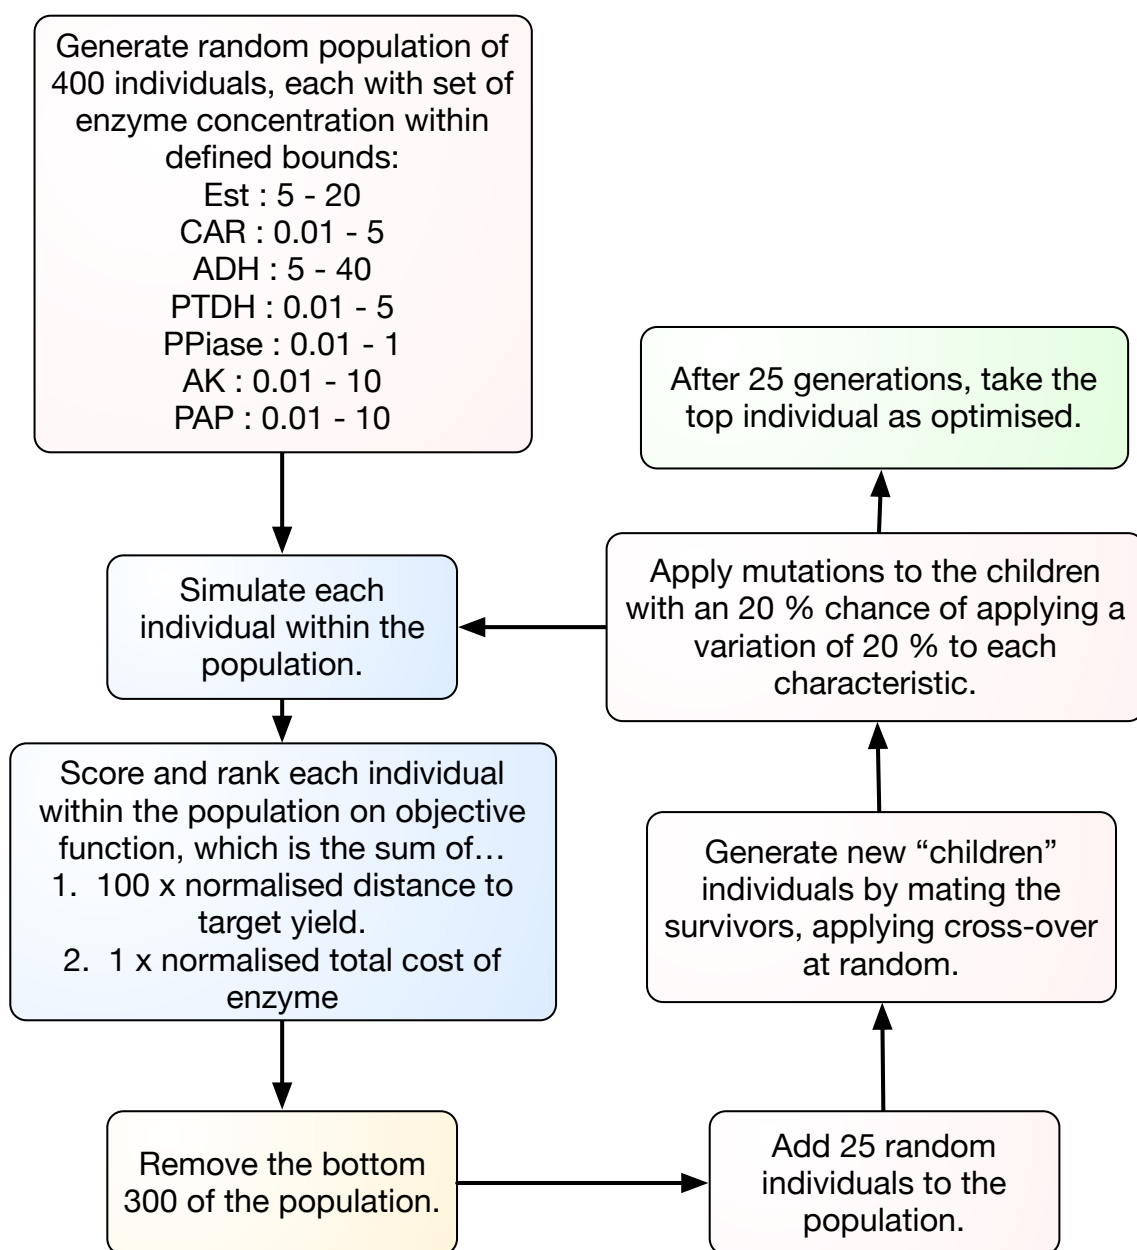 Generate random population of
400 individuals, each with set of
enzyme concentration within
defined bounds:
Est : 5 - 20
CAR : 0.01 - 5
ADH : 5 - 40
PTDH : 0.01 - 5
PPiase : 0.01 - 1
AK : 0.01 - 10
PAP : 0.01 - 10
Simulate each
individual within the
population.
Score and rank each individual
within the population on objective
function, which is the sum of…
1. 100 x normalised distance to
target yield.
2. 1 x normalised total cost of
enzyme
Remove the bottom
300 of the population.
Add 25 random
individuals to the
population.
Generate new “children”
individuals by mating the
survivors, applying cross-over
at random.
Apply mutations to the children
with an 20 % chance of applying a
variation of 20 % to each
characteristic.
After 25 generations, take the
top individual as optimised.